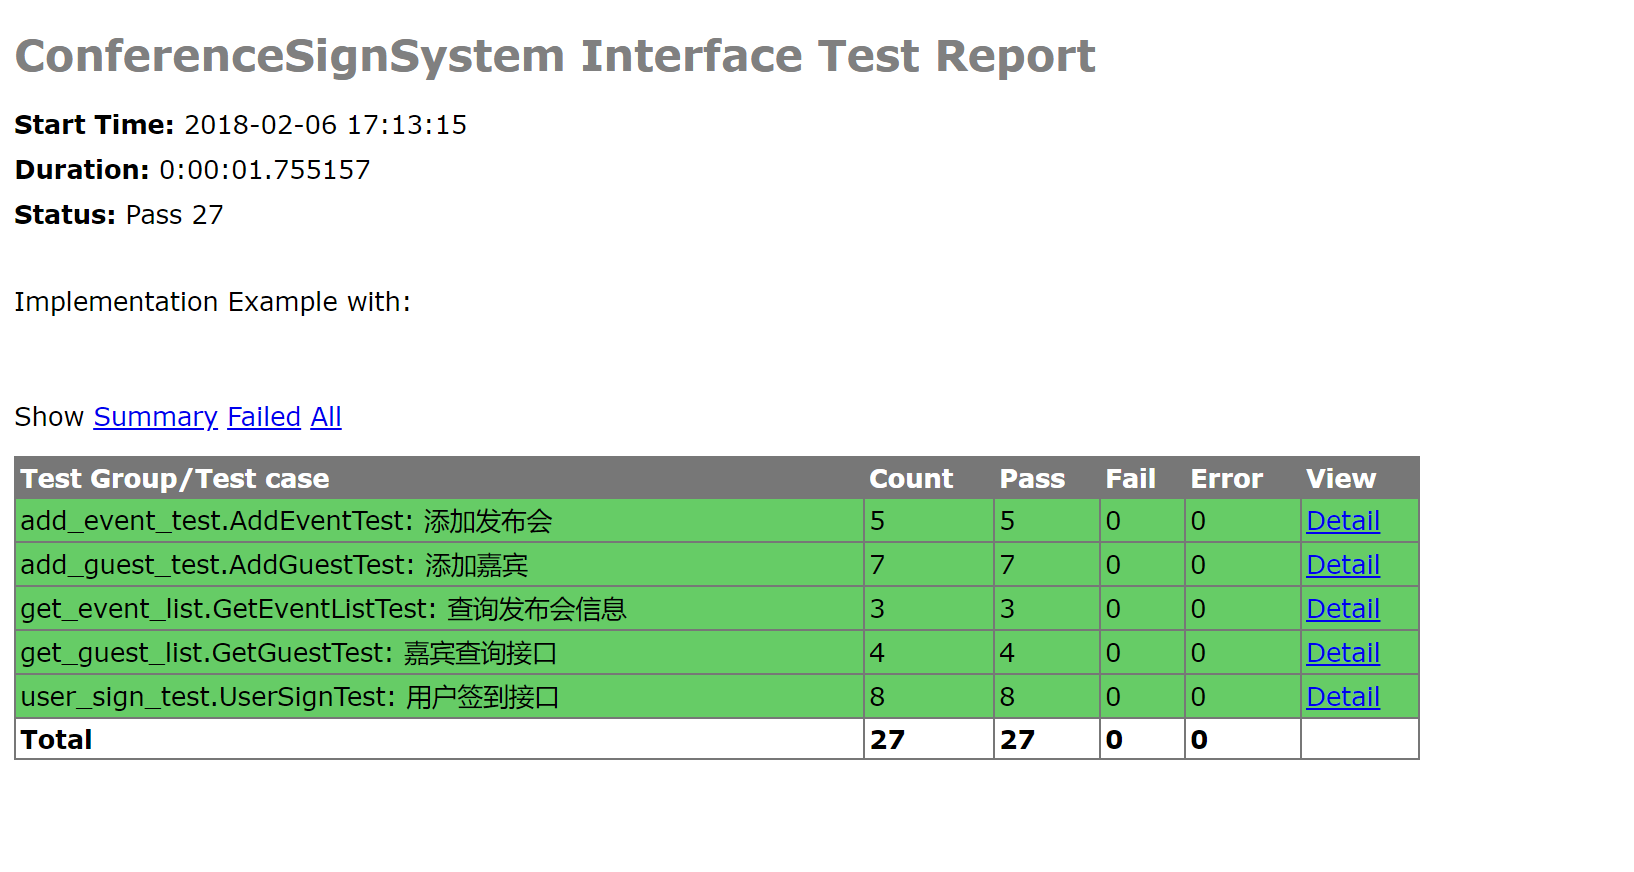 ConferenceSignSystem Interface Test Report
Start Time: 2018-02-06 17:13:15
Duration: 0:00:01.755157
Status: Pass 27
Implementation Example with:
Show Summary Failed All
Test Group/Test case Count Pass Fail Error View
add_event_test.AddEventTest: 添加发布会 5 5 0 0 Detail
add_guest_test.AddGuestTest: 添加嘉宾 7 7 0 0 Detail
get_event_list.GetEventListTest: 查询发布会信息 3 3 0 0 Detail
get_guest_list.GetGuestTest: 嘉宾查询接口 4 4 0 0 Detail
user_sign_test.UserSignTest: 用户签到接口 8 8 0 0 Detail
Total 27 27 0 0